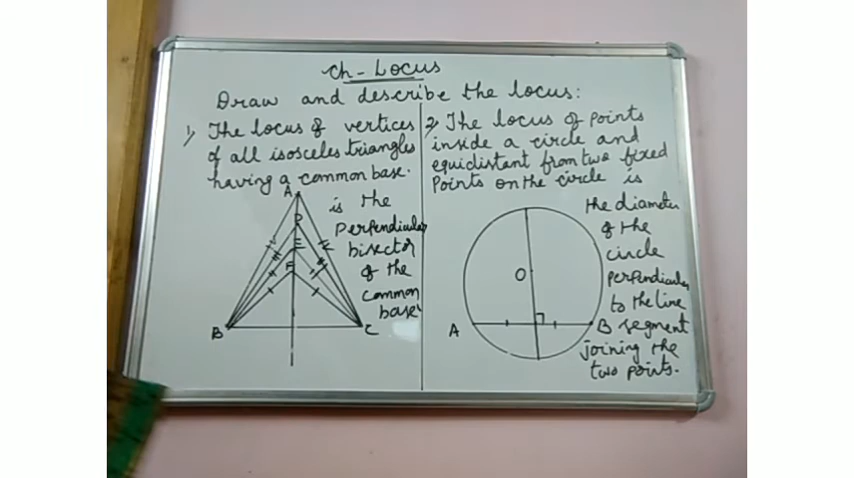 Ch- Locus
Draw and describe the locus:
1) The locus of vertices
of all isosceles triangles
having a common base.
is the
perpendicular
bisector
of the
common
base.
A
D
E
F
B
C
2) The locus of points
inside a circle and
equidistant from two fixed
points on the circle is
the diameter
of the
circle
perpendicular
to the line
segment
joining the
two points.
O
A
B